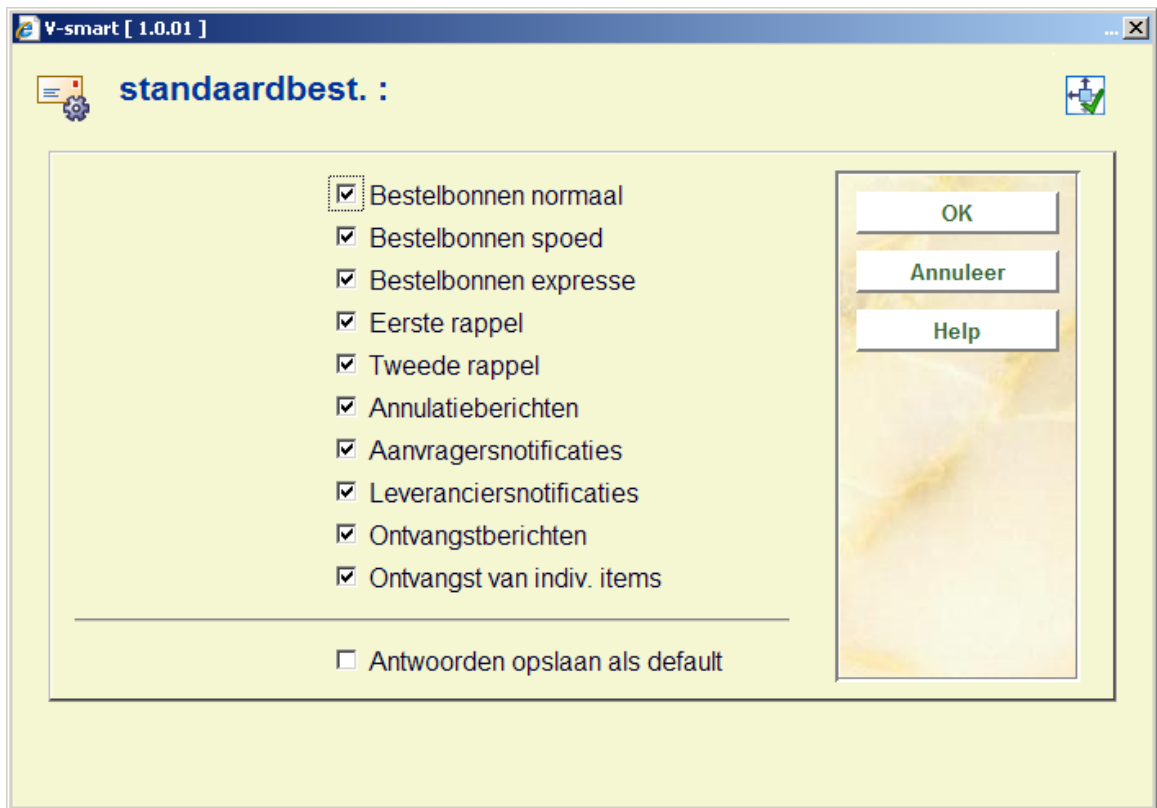 V-smart [ 1.0.01 ]
...
standaardbest. :
Bestelbonnen normaal
Bestelbonnen spoed
Bestelbonnen expresse
Eerste rappel
Tweede rappel
Annulatieberichten
Aanvragersnotificaties
Leveranciersnotificaties
Ontvangstberichten
Ontvangst van indiv. items
Antwoorden opslaan als default
OK
Annuleer
Help